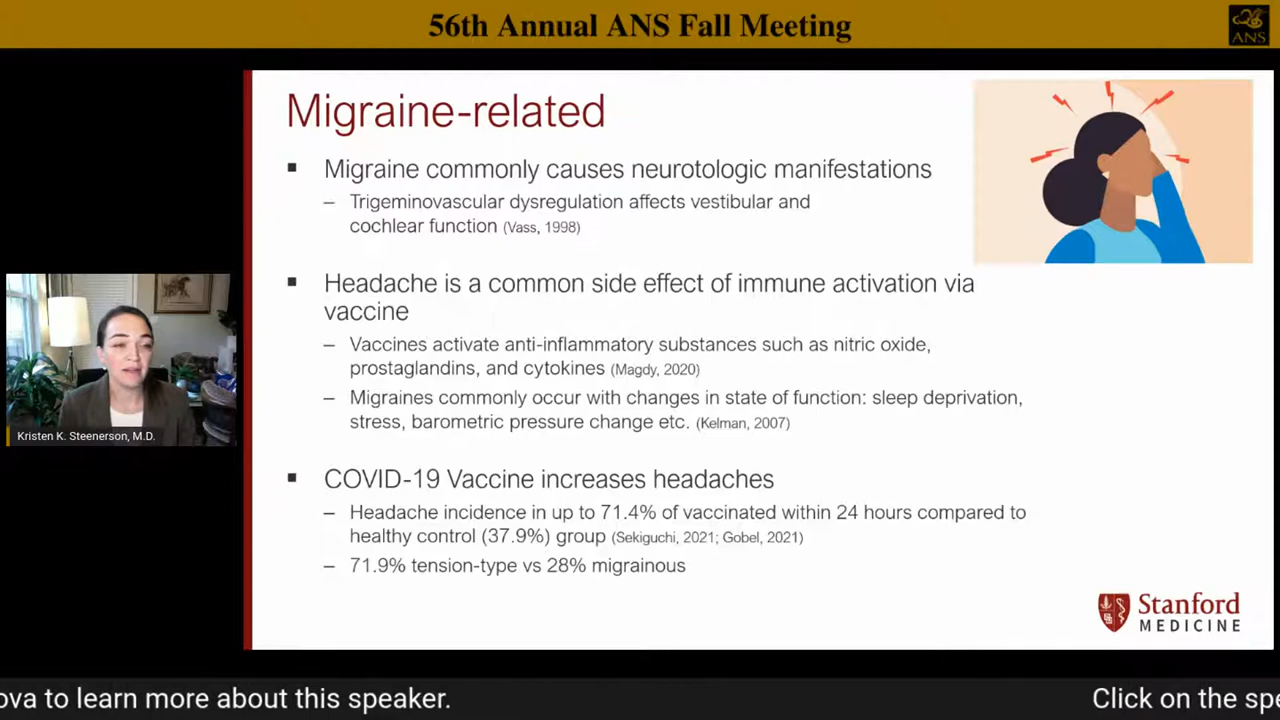 56th Annual ANS Fall Meeting
ANS
Migraine-related
▪ Migraine commonly causes neurotologic manifestations
– Trigeminovascular dysregulation affects vestibular and
cochlear function (Vass, 1998)
▪ Headache is a common side effect of immune activation via
vaccine
– Vaccines activate anti-inflammatory substances such as nitric oxide,
prostaglandins, and cytokines (Magdy, 2020)
– Migraines commonly occur with changes in state of function: sleep deprivation,
stress, barometric pressure change etc. (Kelman, 2007)
▪ COVID-19 Vaccine increases headaches
– Headache incidence in up to 71.4% of vaccinated within 24 hours compared to
healthy control (37.9%) group (Sekiguchi, 2021; Gobel, 2021)
– 71.9% tension-type vs 28% migrainous
Kristen K. Steenerson, M.D.
Stanford
MEDICINE
ova to learn more about this speaker. Click on the spe